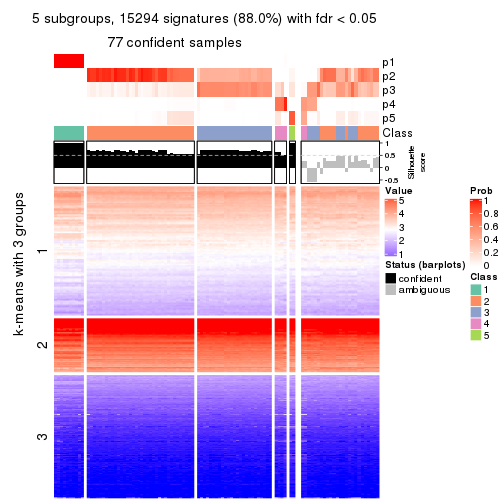 5 subgroups, 15294 signatures (88.0%) with fdr < 0.05
77 confident samples
p1
p2
p3
p4
p5
Class
1
0.5
0
-0.5
Silhouette
score
k-means with 3 groups
1
2
3
Value
5
4
3
2
1
Status (barplots)
confident
ambiguous
Prob
1
0.8
0.6
0.4
0.2
0
Class
1
2
3
4
5